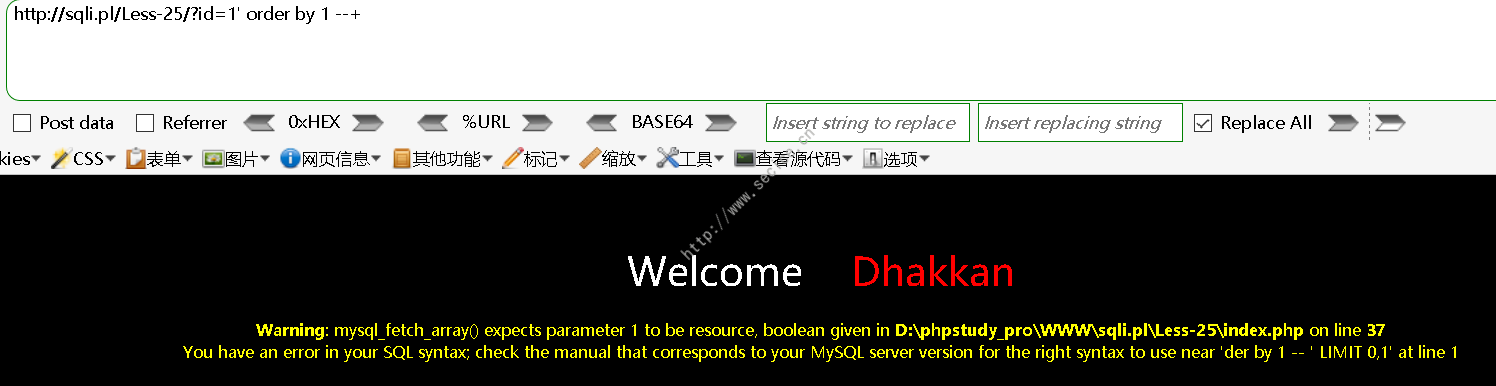 http://sqli.pl/Less-25/?id=1' order by 1 --+
Post data Referrer 0xHEX %URL BASE64 Insert string to replace Insert replacing string Replace All
kies CSS 表单 图片 网页信息 其他功能 标记 缩放 工具 查看源代码 选项
Welcome Dhakkan
Warning: mysql_fetch_array() expects parameter 1 to be resource, boolean given in D:\phpstudy_pro\WWW\sqli.pl\Less-25\index.php on line 37
You have an error in your SQL syntax; check the manual that corresponds to your MySQL server version for the right syntax to use near 'der by 1 -- ' LIMIT 0,1' at line 1